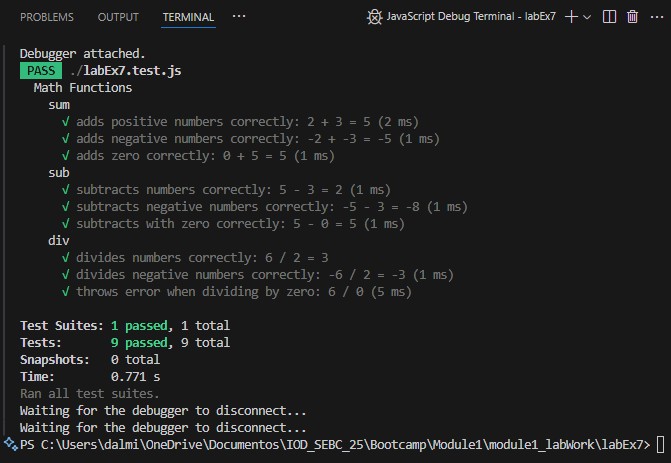 PROBLEMS OUTPUT TERMINAL ··· JavaScript Debug Terminal - labEx7
Debugger attached.
PASS ./labEx7.test.js
Math Functions
sum
√ adds positive numbers correctly: 2 + 3 = 5 (2 ms)
√ adds negative numbers correctly: -2 + -3 = -5 (1 ms)
√ adds zero correctly: 0 + 5 = 5 (1 ms)
sub
√ subtracts numbers correctly: 5 - 3 = 2 (1 ms)
√ subtracts negative numbers correctly: -5 - 3 = -8 (1 ms)
√ subtracts with zero correctly: 5 - 0 = 5 (1 ms)
div
√ divides numbers correctly: 6 / 2 = 3
√ divides negative numbers correctly: -6 / 2 = -3 (1 ms)
√ throws error when dividing by zero: 6 / 0 (5 ms)
Test Suites: 1 passed, 1 total
Tests: 9 passed, 9 total
Snapshots: 0 total
Time: 0.771 s
Ran all test suites.
Waiting for the debugger to disconnect...
Waiting for the debugger to disconnect...
PS C:\Users\dalmi\OneDrive\Documentos\IOD_SEBC_25\Bootcamp\Module1\module1_labWork\labEx7>